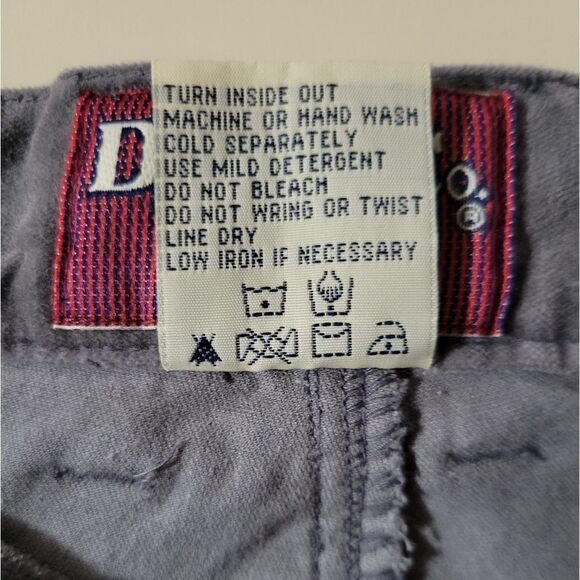 TURN INSIDE OUT
MACHINE OR HAND WASH
COLD SEPARATELY
USE MILD DETERGENT
DO NOT BLEACH
DO NOT WRING OR TWIST
LINE DRY
LOW IRON IF NECESSARY
D
o.
®